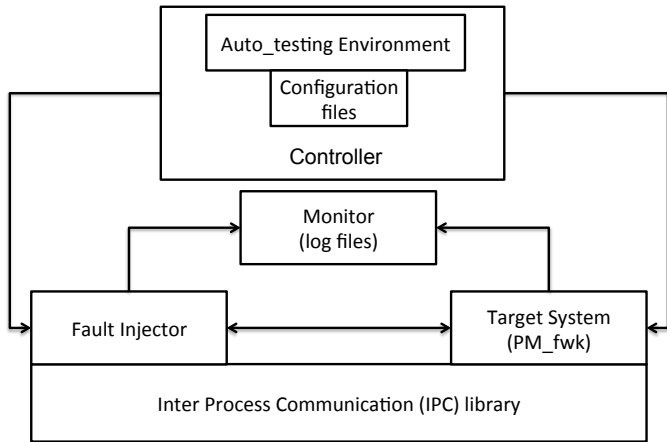 Auto_testing Environment
Configuration
files
Controller
Monitor
(log files)
Fault Injector
Target System
(PM_fwk)
Inter Process Communication (IPC) library